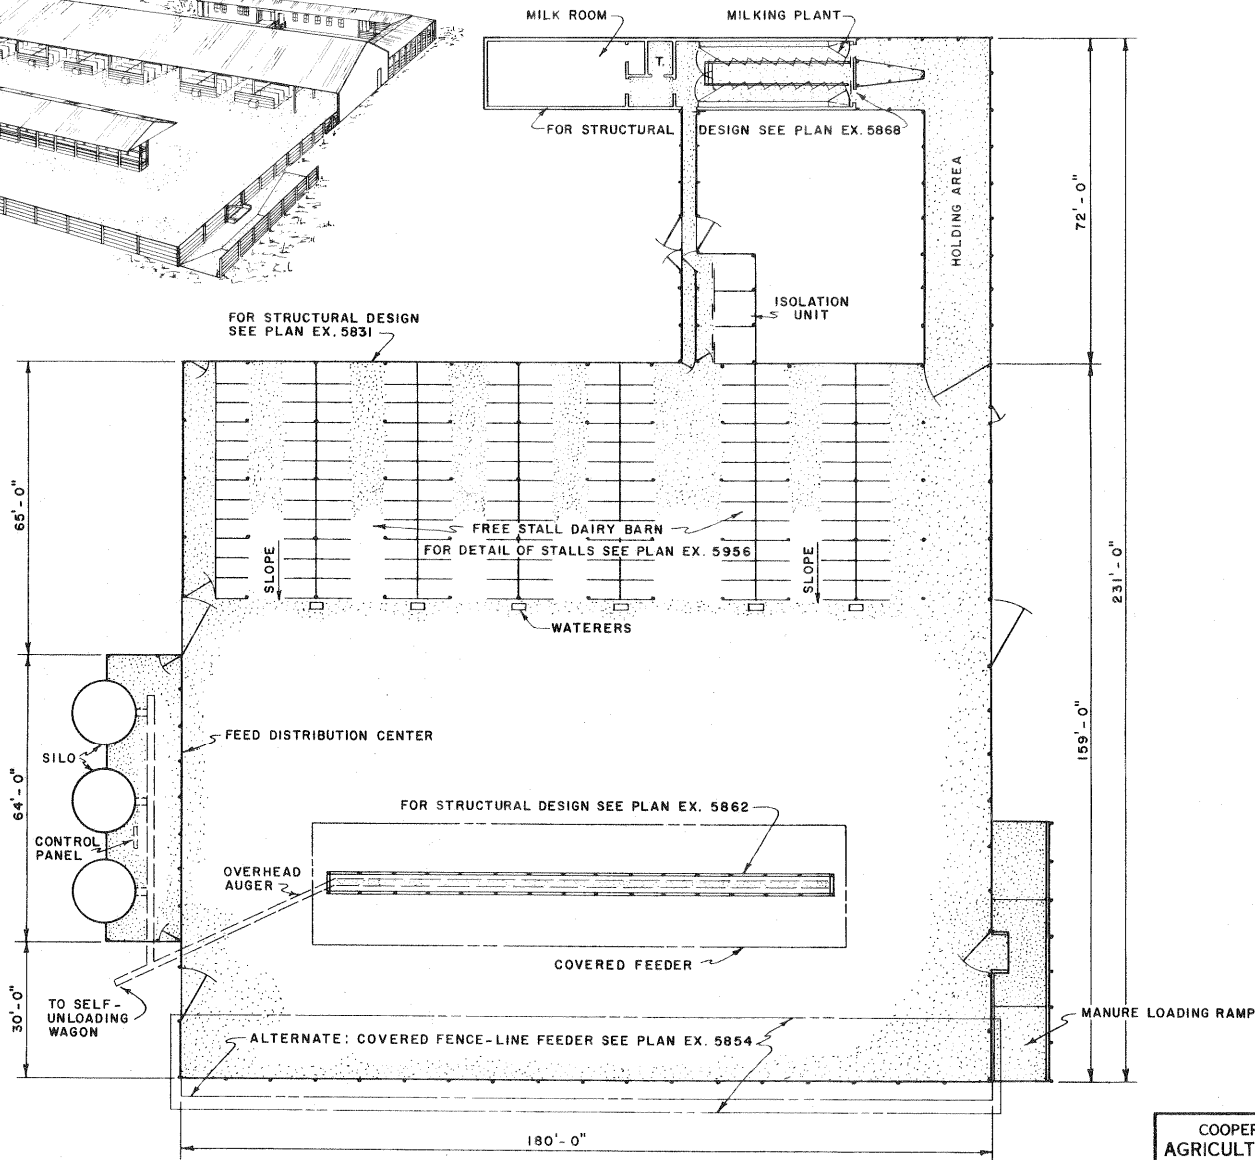 MILK ROOM
MILKING PLANT
T.
FOR STRUCTURAL DESIGN SEE PLAN EX. 5868
HOLDING AREA
72'-0"
ISOLATION
UNIT
FOR STRUCTURAL DESIGN
SEE PLAN EX. 5831
65'-0"
FREE STALL DAIRY BARN
FOR DETAIL OF STALLS SEE PLAN EX. 5956
SLOPE
SLOPE
231'-0"
WATERERS
159'-0"
FEED DISTRIBUTION CENTER
SILO
64'-0"
FOR STRUCTURAL DESIGN SEE PLAN EX. 5862
CONTROL
PANEL
OVERHEAD
AUGER
COVERED FEEDER
30'-0"
TO SELF-
UNLOADING
WAGON
MANURE LOADING RAMP
ALTERNATE: COVERED FENCE-LINE FEEDER SEE PLAN EX. 5854
180'-0"
COOPER
AGRICULT